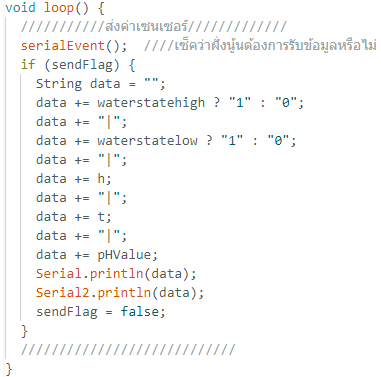 void loop() {
///////////ส่งค่าเซนเซอร์/////////////
serialEvent();  ////เช็คว่าฝั่งนู้นต้องการรับข้อมูลหรือไม่
if (sendFlag) {
String data = "";
data += waterstatehigh ? "1" : "0";
data += "|";
data += waterstatelow ? "1" : "0";
data += "|";
data += h;
data += "|";
data += t;
data += "|";
data += pHValue;
Serial.println(data);
Serial2.println(data);
sendFlag = false;
}
////////////////////////////
}